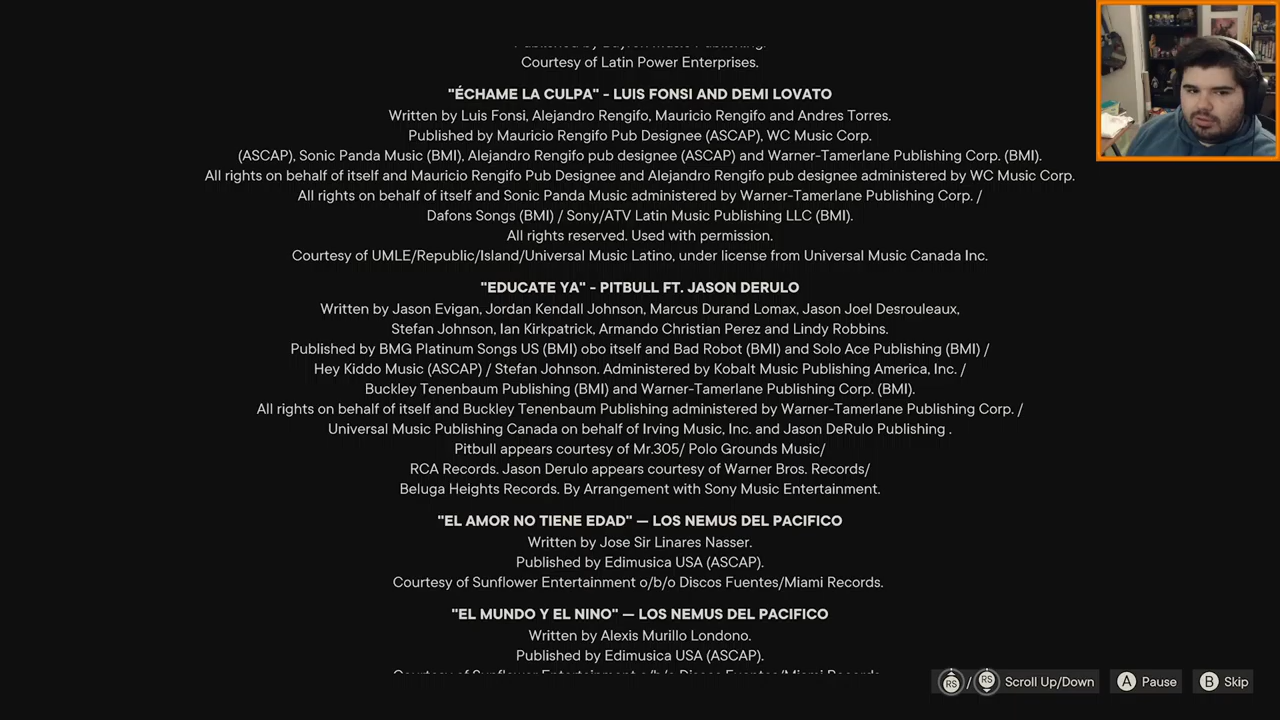 Courtesy of Latin Power Enterprises.
"ÉCHAME LA CULPA" - LUIS FONSI AND DEMI LOVATO
Written by Luis Fonsi, Alejandro Rengifo, Mauricio Rengifo and Andres Torres.
Published by Mauricio Rengifo Pub Designee (ASCAP), WC Music Corp.
(ASCAP), Sonic Panda Music (BMI), Alejandro Rengifo pub designee (ASCAP) and Warner-Tamerlane Publishing Corp. (BMI).
All rights on behalf of itself and Mauricio Rengifo Pub Designee and Alejandro Rengifo pub designee administered by WC Music Corp.
All rights on behalf of itself and Sonic Panda Music administered by Warner-Tamerlane Publishing Corp. /
Dafons Songs (BMI) / Sony/ATV Latin Music Publishing LLC (BMI).
All rights reserved. Used with permission.
Courtesy of UMLE/Republic/Island/Universal Music Latino, under license from Universal Music Canada Inc.
"EDUCATE YA" - PITBULL FT. JASON DERULO
Written by Jason Evigan, Jordan Kendall Johnson, Marcus Durand Lomax, Jason Joel Desrouleaux,
Stefan Johnson, Ian Kirkpatrick, Armando Christian Perez and Lindy Robbins.
Published by BMG Platinum Songs US (BMI) obo itself and Bad Robot (BMI) and Solo Ace Publishing (BMI) /
Hey Kiddo Music (ASCAP) / Stefan Johnson. Administered by Kobalt Music Publishing America, Inc. /
Buckley Tenenbaum Publishing (BMI) and Warner-Tamerlane Publishing Corp. (BMI).
All rights on behalf of itself and Buckley Tenenbaum Publishing administered by Warner-Tamerlane Publishing Corp. /
Universal Music Publishing Canada on behalf of Irving Music, Inc. and Jason DeRulo Publishing .
Pitbull appears courtesy of Mr.305/ Polo Grounds Music/
RCA Records. Jason Derulo appears courtesy of Warner Bros. Records/
Beluga Heights Records. By Arrangement with Sony Music Entertainment.
"EL AMOR NO TIENE EDAD" — LOS NEMUS DEL PACIFICO
Written by Jose Sir Linares Nasser.
Published by Edimusica USA (ASCAP).
Courtesy of Sunflower Entertainment o/b/o Discos Fuentes/Miami Records.
"EL MUNDO Y EL NINO" — LOS NEMUS DEL PACIFICO
Written by Alexis Murillo Londono.
Published by Edimusica USA (ASCAP).
Courtesy of Sunflower Entertainment o/b/o Discos Fuentes/Miami Records.
RS / RS Scroll Up/Down A Pause B Skip